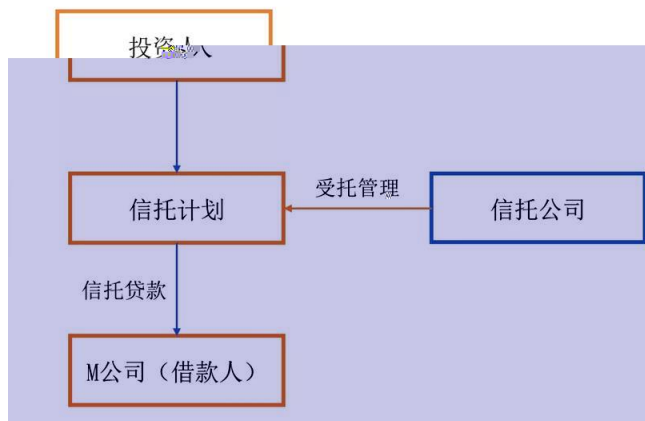 投资人
信托计划
受托管理
信托公司
信托贷款
M公司（借款人）